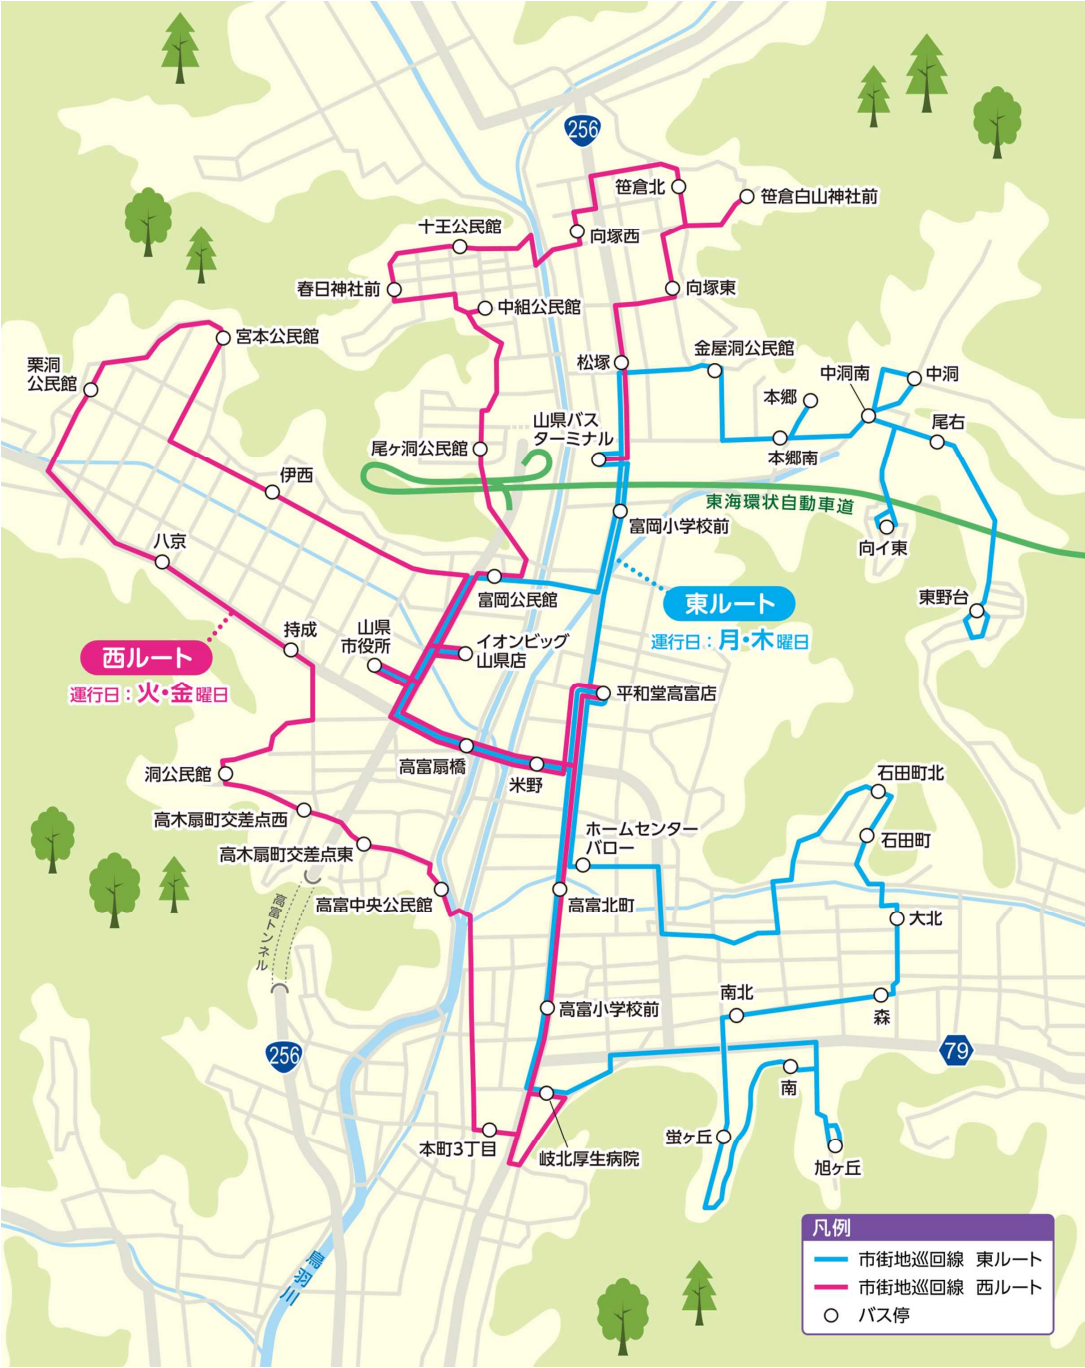 256
笹倉北
笹倉白山神社前
十王公民館
向塚西
春日神社前
向塚東
中組公民館
宮本公民館
栗洞
公民館
松塚
金屋洞公民館
中洞南
中洞
本郷
山県バス
ターミナル
尾右
尾ヶ洞公民館
本郷南
伊西
東海環状自動車道
富岡小学校前
八京
向イ東
富岡公民館
東ルート
運行日：月・木曜日
東野台
持成
山県
市役所
イオンビッグ
山県店
西ルート
運行日：火・金曜日
平和堂高富店
高富扇橋
洞公民館
米野
石田町北
高木扇町交差点西
ホームセンター
バロー
石田町
高木扇町交差点東
高富中央公民館
高富北町
大北
高富トンネル
南北
森
高富小学校前
256
79
南
蛍ヶ丘
本町3丁目
岐北厚生病院
旭ヶ丘
鳥羽川
凡例
市街地巡回線 東ルート
市街地巡回線 西ルート
バス停